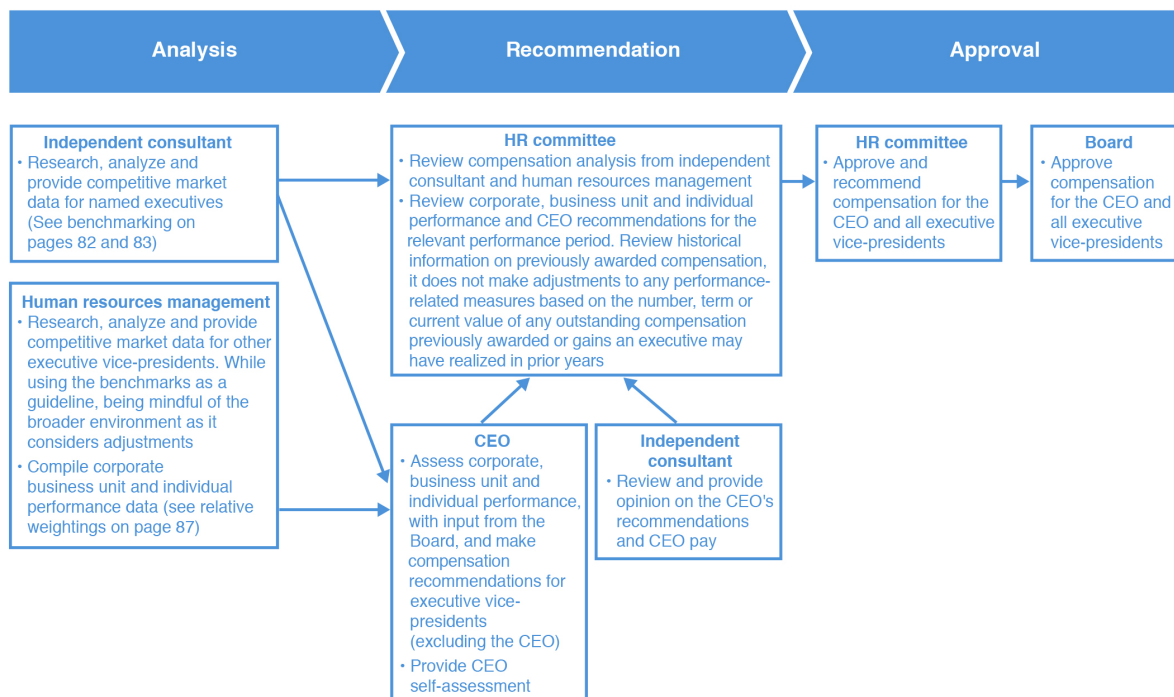 Analysis
Recommendation
Approval
Independent consultant
• Research, analyze and
provide competitive market
data for named executives
(See benchmarking on
pages 82 and 83)
Human resources management
• Research, analyze and provide
competitive market data for other
executive vice-presidents. While
using the benchmarks as a
guideline, being mindful of the
broader environment as it
considers adjustments
• Compile corporate
business unit and individual
performance data (see relative
weightings on page 87)
HR committee
• Review compensation analysis from independent
consultant and human resources management
• Review corporate, business unit and individual
performance and CEO recommendations for the
relevant performance period. Review historical
information on previously awarded compensation,
it does not make adjustments to any performance-
related measures based on the number, term or
current value of any outstanding compensation
previously awarded or gains an executive may
have realized in prior years
CEO
• Assess corporate,
business unit and
individual performance,
with input from the
Board, and make
compensation
recommendations for
executive vice-
presidents
(excluding the CEO)
• Provide CEO
self-assessment
Independent
consultant
• Review and provide
opinion on the CEO's
recommendations
and CEO pay
HR committee
• Approve and
recommend
compensation for the
CEO and all executive
vice-presidents
Board
• Approve
compensation
for the CEO and
all executive
vice-presidents